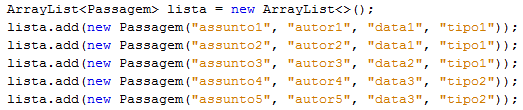 ArrayList<Passagem> lista = new ArrayList<>();
lista.add(new Passagem("assunto1", "autor1", "data1", "tipo1"));
lista.add(new Passagem("assunto2", "autor2", "data1", "tipo1"));
lista.add(new Passagem("assunto3", "autor3", "data2", "tipo1"));
lista.add(new Passagem("assunto4", "autor4", "data3", "tipo2"));
lista.add(new Passagem("assunto5", "autor5", "data3", "tipo2"));